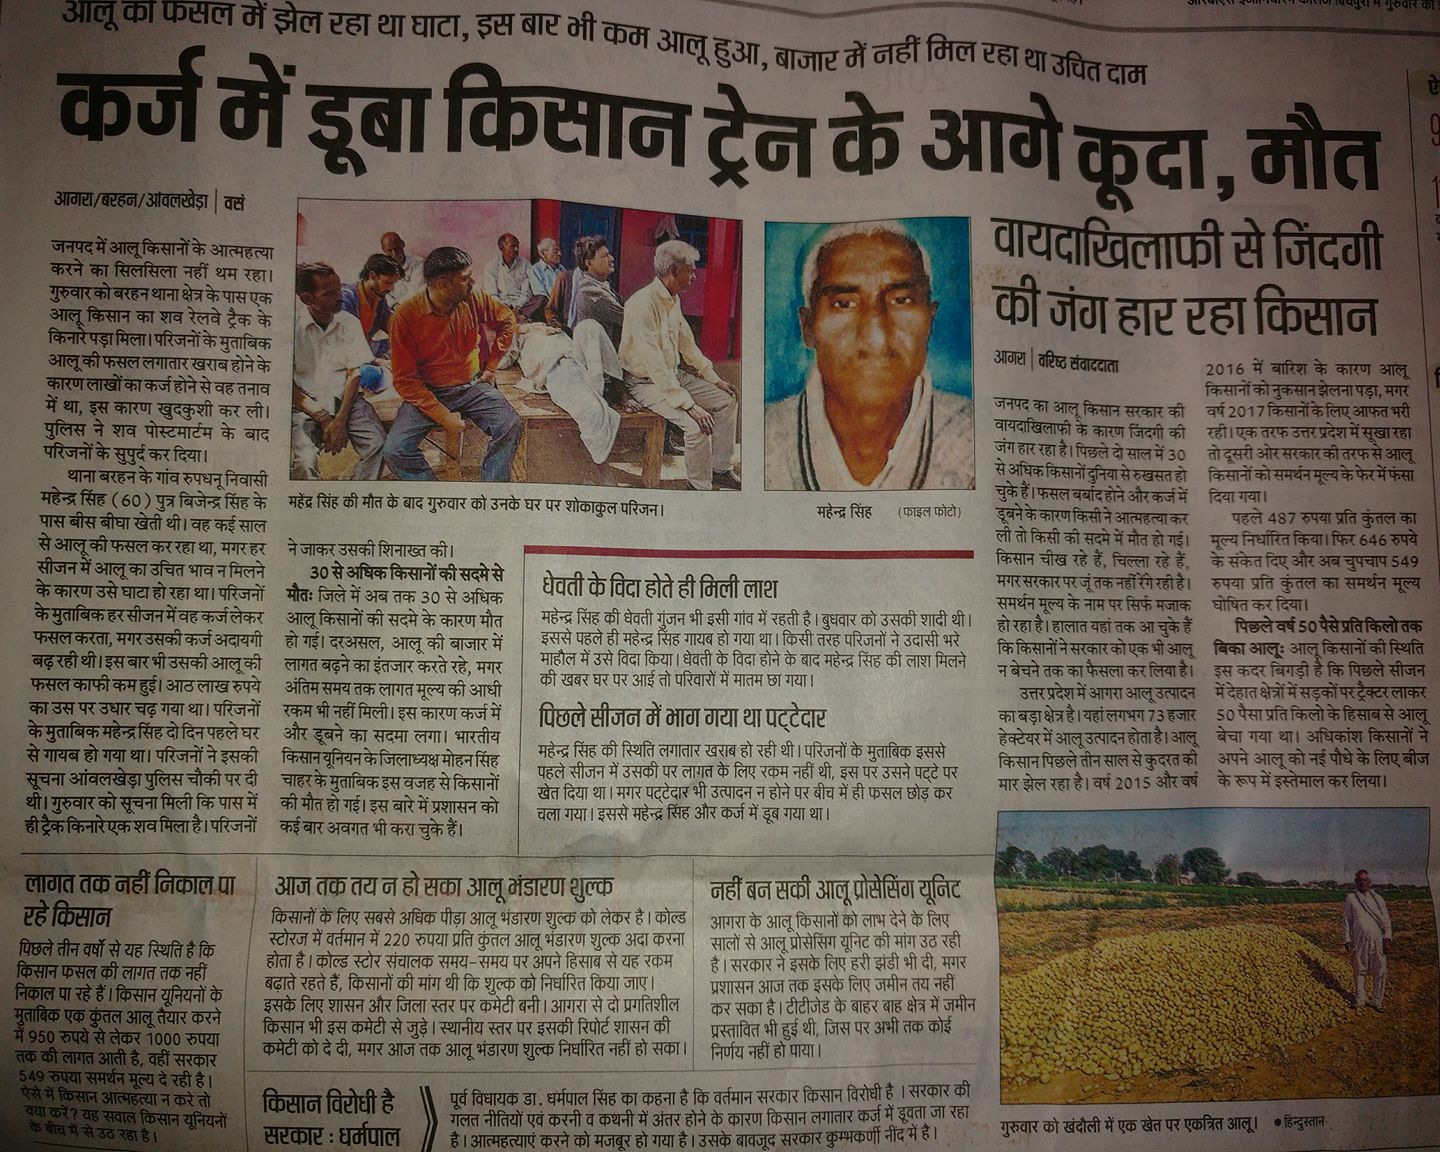 आलू की फसल में झेल रहा था घाटा, इस बार भी कम आलू हुआ, बाजार में नहीं मिल रहा था उचित दाम
कर्ज में डूबा किसान ट्रेन के आगे कूदा, मौत
आगरा/बरहन/आंवलखेड़ा | वसं
जनपद में आलू किसानों के आत्महत्या
करने का सिलसिला नहीं थम रहा।
गुरुवार को बरहन थाना क्षेत्र के पास एक
आलू किसान का शव रेलवे ट्रैक के
किनारे पड़ा मिला। परिजनों के मुताबिक
आलू की फसल लगातार खराब होने के
कारण लाखों का कर्ज होने से वह तनाव
में था, इस कारण खुदकुशी कर ली।
पुलिस ने शव पोस्टमार्टम के बाद
परिजनों के सुपुर्द कर दिया।
थाना बरहन के गांव रुपधनू निवासी
महेन्द्र सिंह (60) पुत्र बिजेन्द्र सिंह के
पास बीस बीघा खेती थी। वह कई साल
से आलू की फसल कर रहा था, मगर हर
सीजन में आलू का उचित भाव न मिलने
के कारण उसे घाटा हो रहा था। परिजनों
के मुताबिक हर सीजन में वह कर्ज लेकर
फसल करता, मगर उसकी कर्ज अदायगी
बढ़ रही थी। इस बार भी उसकी आलू की
फसल काफी कम हुई। आठ लाख रुपये
का उस पर उधार चढ़ गया था। परिजनों
के मुताबिक महेन्द्र सिंह दो दिन पहले घर
से गायब हो गया था। परिजनों ने इसकी
सूचना आंवलखेड़ा पुलिस चौकी पर दी
थी। गुरुवार को सूचना मिली कि पास में
ही ट्रैक किनारे एक शव मिला है। परिजनों
महेंद्र सिंह की मौत के बाद गुरुवार को उनके घर पर शोकाकुल परिजन।
महेन्द्र सिंह (फाइल फोटो)
ने जाकर उसकी शिनाख्त की।
30 से अधिक किसानों की सदमे से
मौत: जिले में अब तक 30 से अधिक
आलू किसानों की सदमे के कारण मौत
हो गई। दरअसल, आलू की बाजार में
लागत बढ़ने का इंतजार करते रहे, मगर
अंतिम समय तक लागत मूल्य की आधी
रकम भी नहीं मिली। इस कारण कर्ज में
और डूबने का सदमा लगा। भारतीय
किसान यूनियन के जिलाध्यक्ष मोहन सिंह
चाहर के मुताबिक इस वजह से किसानों
की मौत हो गई। इस बारे में प्रशासन को
कई बार अवगत भी करा चुके हैं।
धेवती के विदा होते ही मिली लाश
महेन्द्र सिंह की धेवती गुंजन भी इसी गांव में रहती है। बुधवार को उसकी शादी थी।
इससे पहले ही महेन्द्र सिंह गायब हो गया था। किसी तरह परिजनों ने उदासी भरे
माहौल में उसे विदा किया। धेवती के विदा होने के बाद महेन्द्र सिंह की लाश मिलने
की खबर घर पर आई तो परिवारों में मातम छा गया।
पिछले सीजन में भाग गया था पट्टेदार
महेन्द्र सिंह की स्थिति लगातार खराब हो रही थी। परिजनों के मुताबिक इससे
पहले सीजन में उसकी पर लागत के लिए रकम नहीं थी, इस पर उसने पट्टे पर
खेत दिया था। मगर पट्टेदार भी उत्पादन न होने पर बीच में ही फसल छोड़ कर
चला गया। इससे महेन्द्र सिंह और कर्ज में डूब गया था।
वायदाखिलाफी से जिंदगी
की जंग हार रहा किसान
आगरा | वरिष्ठ संवाददाता
जनपद का आलू किसान सरकार की
वायदाखिलाफी के कारण जिंदगी की
जंग हार रहा है। पिछले दो साल में 30
से अधिक किसानों दुनिया से रुखसत हो
चुके हैं। फसल बर्बाद होने और कर्ज में
डूबने के कारण किसी ने आत्महत्या कर
ली तो किसी की सदमे में मौत हो गई।
किसान चीख रहे हैं, चिल्ला रहे हैं,
मगर सरकार पर जूं तक नहीं रेंग रही है।
समर्थन मूल्य के नाम पर सिर्फ मजाक
हो रहा है। हालात यहां तक आ चुके हैं
कि किसानों ने सरकार को एक भी आलू
न बेचने तक का फैसला कर लिया है।
उत्तर प्रदेश में आगरा आलू उत्पादन
का बड़ा क्षेत्र है। यहां लगभग 73 हजार
हेक्टेयर में आलू उत्पादन होता है। आलू
किसान पिछले तीन साल से कुदरत की
मार झेल रहा है। वर्ष 2015 और वर्ष
2016 में बारिश के कारण आलू
किसानों को नुकसान झेलना पड़ा, मगर
वर्ष 2017 किसानों के लिए आफत भरी
रही। एक तरफ उत्तर प्रदेश में सूखा रहा
तो दूसरी ओर सरकार की तरफ से आलू
किसानों को समर्थन मूल्य के फेर में फंसा
दिया गया।
पहले 487 रुपया प्रति कुंतल का
मूल्य निर्धारित किया। फिर 646 रुपये
के संकेत दिए और अब चुपचाप 549
रुपया प्रति कुंतल का समर्थन मूल्य
घोषित कर दिया।
पिछले वर्ष 50 पैसे प्रति किलो तक
बिका आलू: आलू किसानों की स्थिति
इस कदर बिगड़ी है कि पिछले सीजन
में देहात क्षेत्रों में सड़कों पर ट्रैक्टर लाकर
50 पैसा प्रति किलो के हिसाब से आलू
बेचा गया था। अधिकांश किसानों ने
अपने आलू को नई पौधे के लिए बीज
के रूप में इस्तेमाल कर लिया।
लागत तक नहीं निकाल पा
रहे किसान
पिछले तीन वर्षो से यह स्थिति है कि
किसान फसल की लागत तक नहीं
निकाल पा रहे हैं। किसान यूनियनों के
मुताबिक एक कुंतल आलू तैयार करने
में 950 रुपये से लेकर 1000 रुपया
तक की लागत आती है, वहीं सरकार
549 रुपया समर्थन मूल्य दे रही है।
ऐसे में किसान आत्महत्या न करे तो
क्या करें? यह सवाल किसान यूनियनों
के बीच में से उठ रहा है।
आज तक तय न हो सका आलू भंडारण शुल्क
किसानों के लिए सबसे अधिक पीड़ा आलू भंडारण शुल्क को लेकर है। कोल्ड
स्टोरज में वर्तमान में 220 रुपया प्रति कुंतल आलू भंडारण शुल्क अदा करना
होता है। कोल्ड स्टोर संचालक समय-समय पर अपने हिसाब से यह रकम
बढ़ाते रहते हैं, किसानों की मांग थी कि शुल्क को निर्धारित किया जाए।
इसके लिए शासन और जिला स्तर पर कमेटी बनी। आगरा से दो प्रगतिशील
किसान भी इस कमेटी से जुड़े। स्थानीय स्तर पर इसकी रिपोर्ट शासन की
कमेटी को दे दी, मगर आज तक आलू भंडारण शुल्क निर्धारित नहीं हो सका।
नहीं बन सकी आलू प्रोसेसिंग यूनिट
आगरा के आलू किसानों को लाभ देने के लिए
सालों से आलू प्रोसेसिंग यूनिट की मांग उठ रही
है। सरकार ने इसके लिए हरी झंडी भी दी, मगर
प्रशासन आज तक इसके लिए जमीन तय नहीं
कर सका है। टीटीजेड के बाहर बाह क्षेत्र में जमीन
प्रस्तावित भी हुई थी, जिस पर अभी तक कोई
निर्णय नहीं हो पाया।
किसान विरोधी है
सरकार : धर्मपाल
पूर्व विधायक डा. धर्मपाल सिंह का कहना है कि वर्तमान सरकार किसान विरोधी है । सरकार की
गलत नीतियों एवं करनी व कथनी में अंतर होने के कारण किसान लगातार कर्ज में डूवता जा रहा
है। आत्महत्याएं करने को मजबूर हो गया है। उसके बावजूद सरकार कुम्भकर्णी नींद में है।
गुरुवार को खंदौली में एक खेत पर एकत्रित आलू। ●हिन्दुस्तान